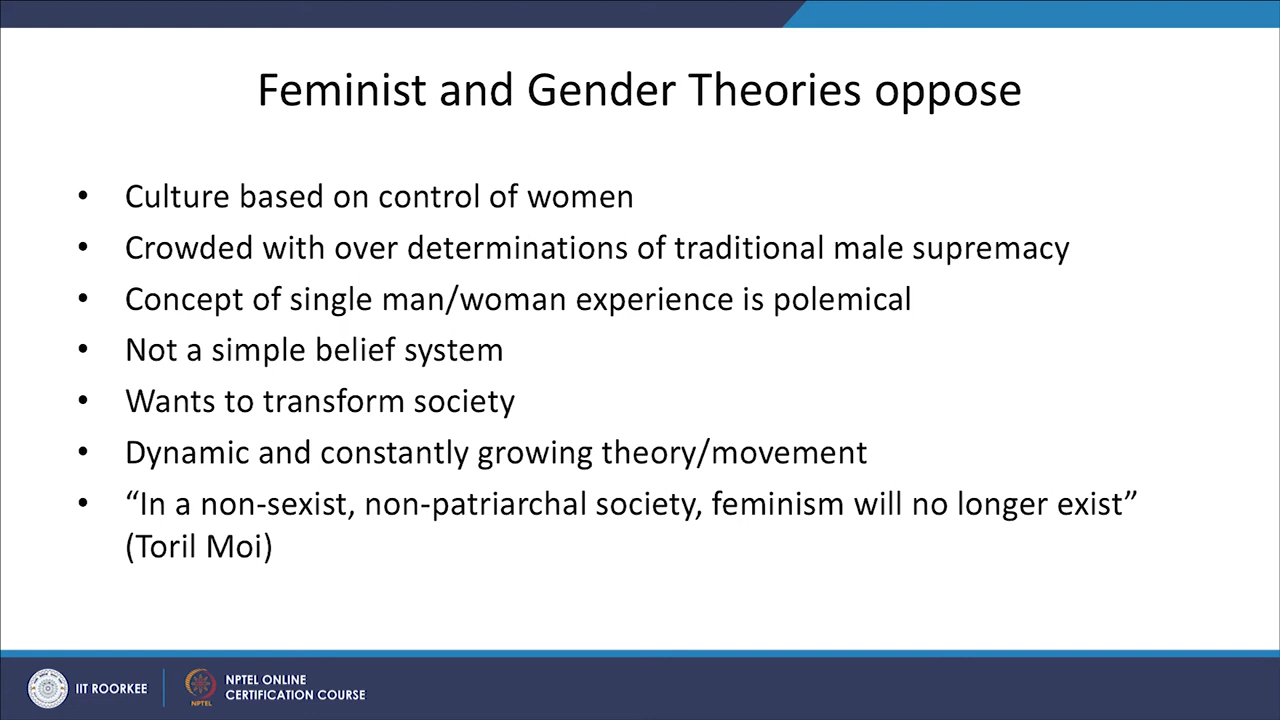 Feminist and Gender Theories oppose
• Culture based on control of women
• Crowded with over determinations of traditional male supremacy
• Concept of single man/woman experience is polemical
• Not a simple belief system
• Wants to transform society
• Dynamic and constantly growing theory/movement
• “In a non-sexist, non-patriarchal society, feminism will no longer exist”
(Toril Moi)
IIT ROORKEE
NPTEL
NPTEL ONLINE
CERTIFICATION COURSE